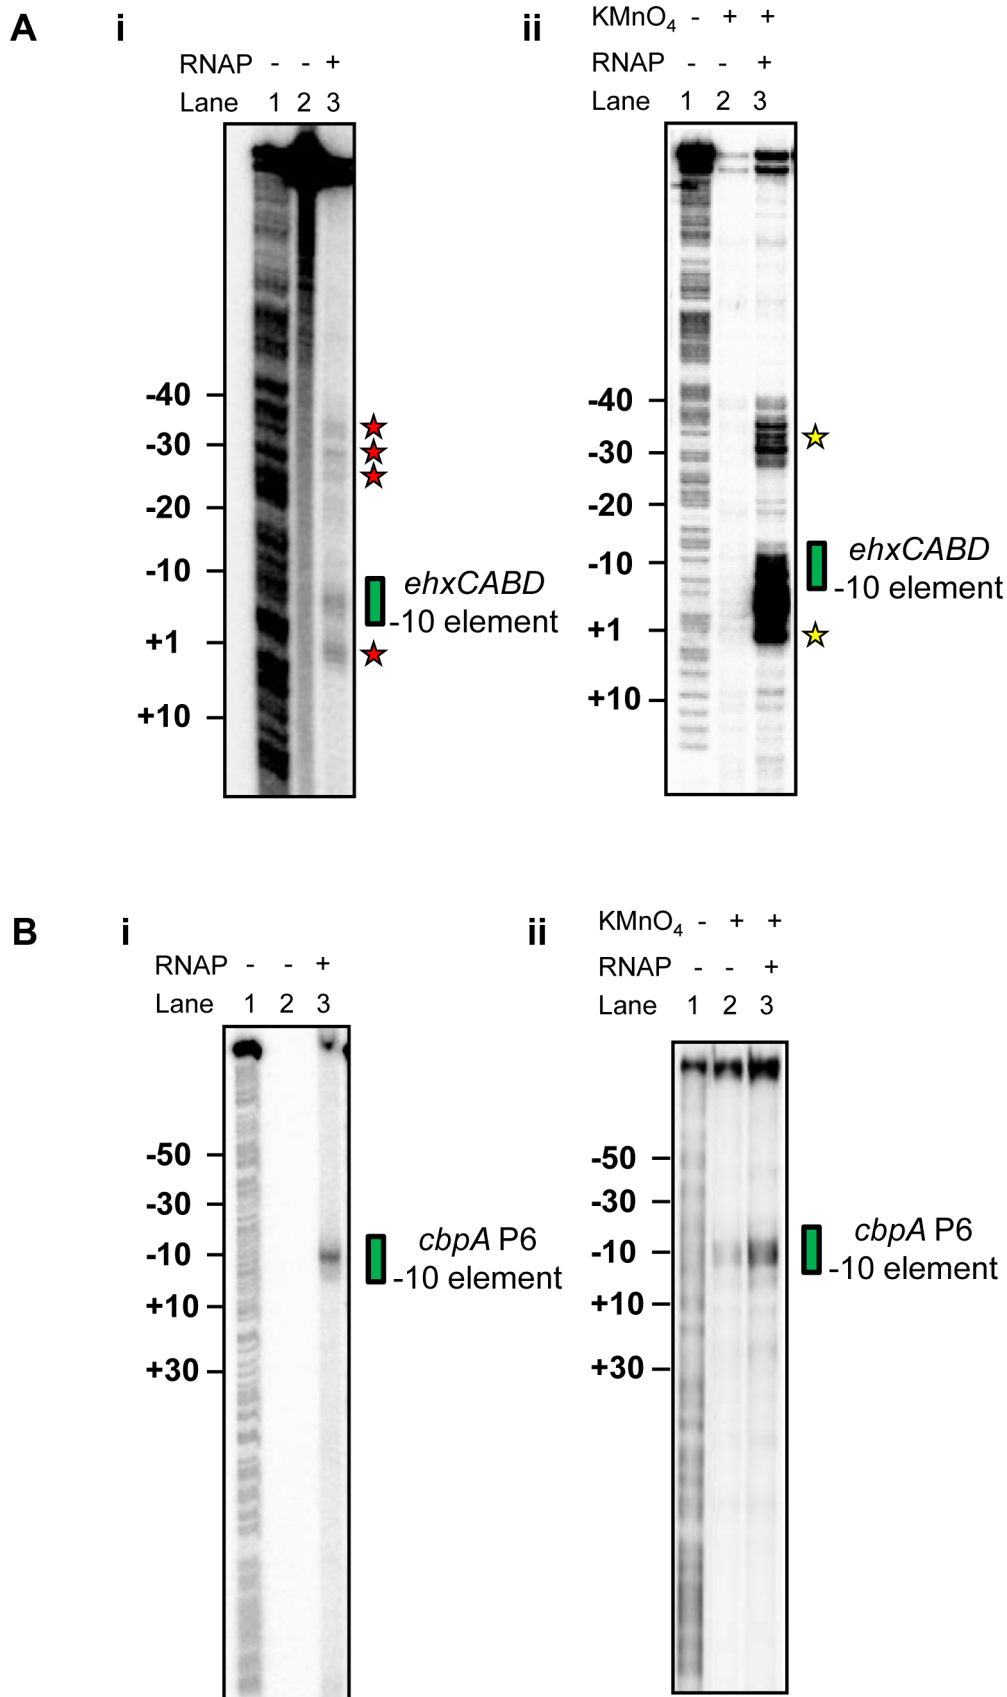 A i ii
KMnO4 - + +
RNAP - - +
RNAP - - +
Lane 1 2 3
Lane 1 2 3
-40
-30
-20
-10
+1
+10
ehxCABD
-10 element
-40
-30
-20
-10
+1
+10
ehxCABD
-10 element
B i ii
KMnO4 - + +
RNAP - - +
RNAP - - +
Lane 1 2 3
Lane 1 2 3
-50
-30
-10
+10
+30
cbpA P6
-10 element
-50
-30
-10
+10
+30
cbpA P6
-10 element